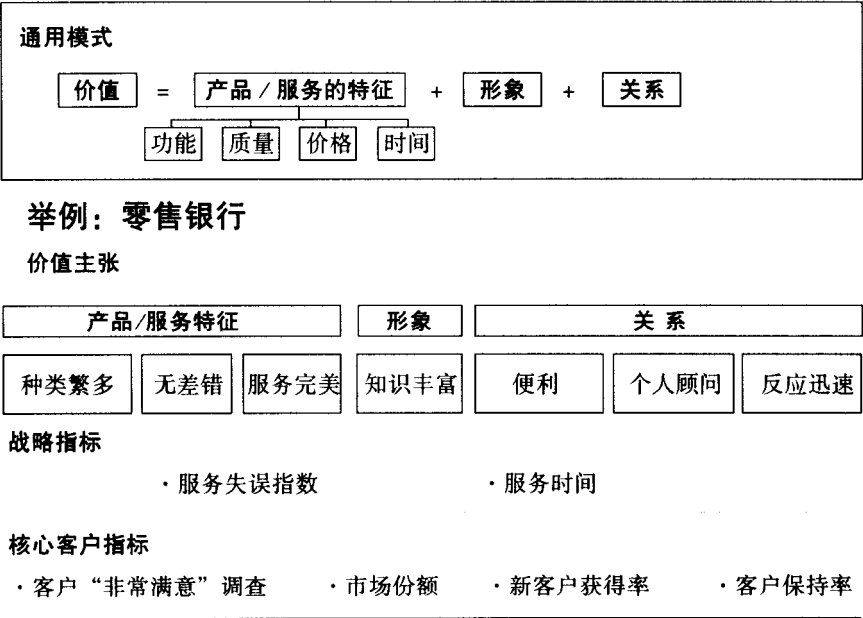 通用模式
价值 = 产品/服务的特征 + 形象 + 关系
功能 质量 价格 时间
举例：零售银行
价值主张
产品/服务特征 形象 关系
种类繁多 无差错 服务完美 知识丰富 便利 个人顾问 反应迅速
战略指标
·服务失误指数 ·服务时间
核心客户指标
·客户“非常满意”调查 ·市场份额 ·新客户获得率 ·客户保持率